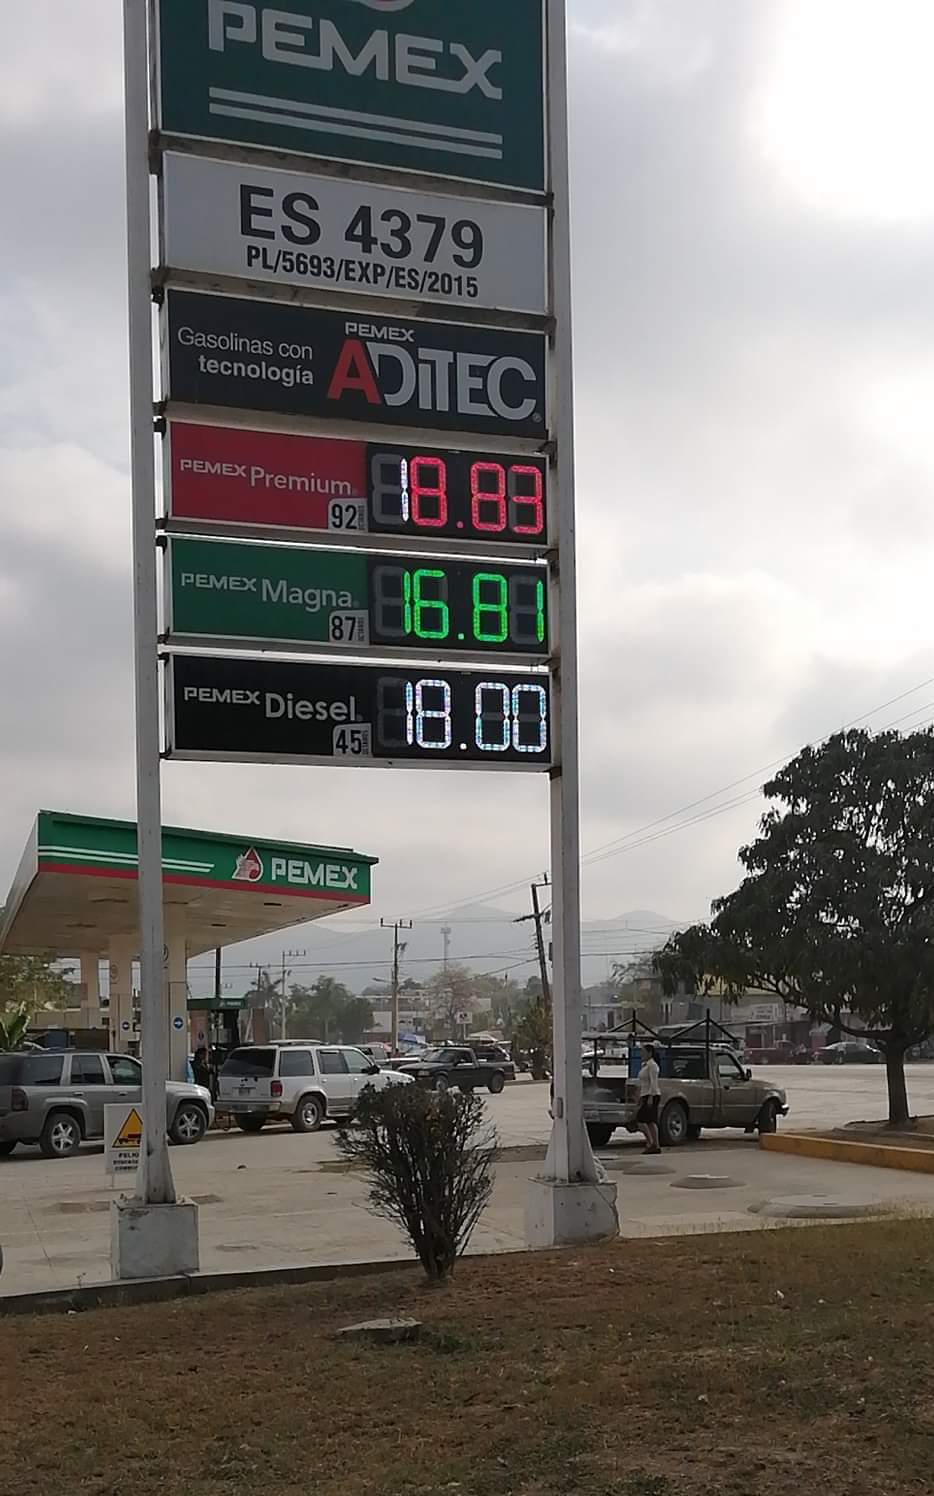 PEMEX
ES 4379
PL/5693/EXP/ES/2015
Gasolinas con
tecnología
PEMEX
ADITEC
PEMEX Premium
92
18.83
PEMEX Magna
87
16.81
PEMEX Diesel
45
18.00
PEMEX